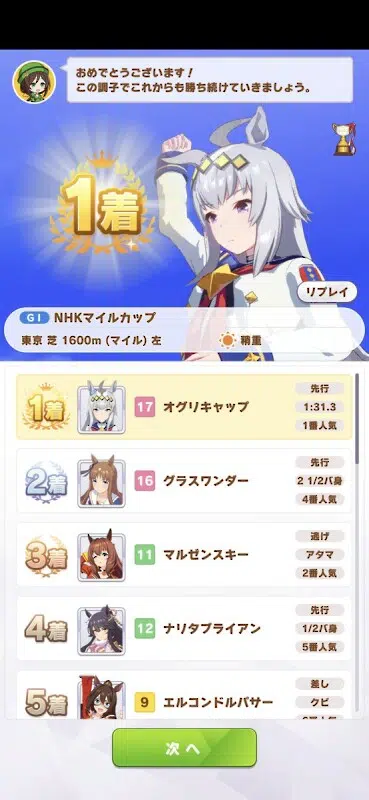 おめでとうございます！
この調子でこれからも勝ち続けていきましょう。
1着
リプレイ
GI NHKマイルカップ
東京 芝 1600m (マイル) 左 稍重
1着 17 オグリキャップ 先行 1:31.3 1番人気
2着 16 グラスワンダー 先行 2 1/2バ身 4番人気
3着 11 マルゼンスキー 逃げ アタマ 2番人気
4着 12 ナリタブライアン 先行 1/2バ身 5番人気
5着 9 エルコンドルパサー 差し クビ
次へ